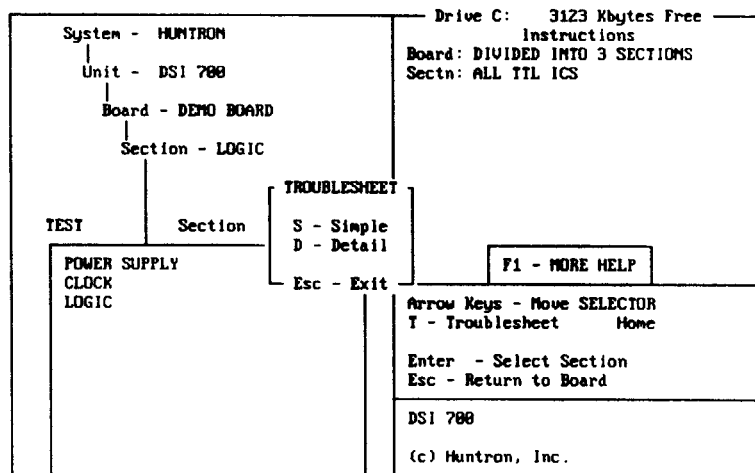 System - HUNTRON
Unit - DSI 700
Board - DEMO BOARD
Section - LOGIC
TEST Section
POWER SUPPLY
CLOCK
LOGIC
TROUBLESHEET
S - Simple
D - Detail
Esc - Exit
Drive C: 3123 Kbytes Free
Instructions
Board: DIVIDED INTO 3 SECTIONS
Sectn: ALL TTL ICS
F1 - MORE HELP
Arrow Keys - Move SELECTOR
T - Troublesheet Home
Enter - Select Section
Esc - Return to Board
DSI 700
(c) Huntron, Inc.